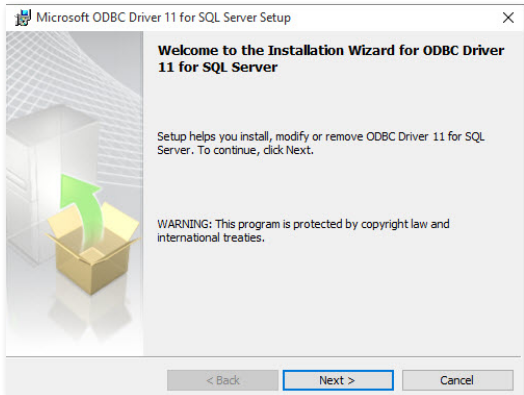 Microsoft ODBC Driver 11 for SQL Server Setup
Welcome to the Installation Wizard for ODBC Driver
11 for SQL Server
Setup helps you install, modify or remove ODBC Driver 11 for SQL
Server. To continue, click Next.
WARNING: This program is protected by copyright law and
international treaties.
< Back
Next >
Cancel